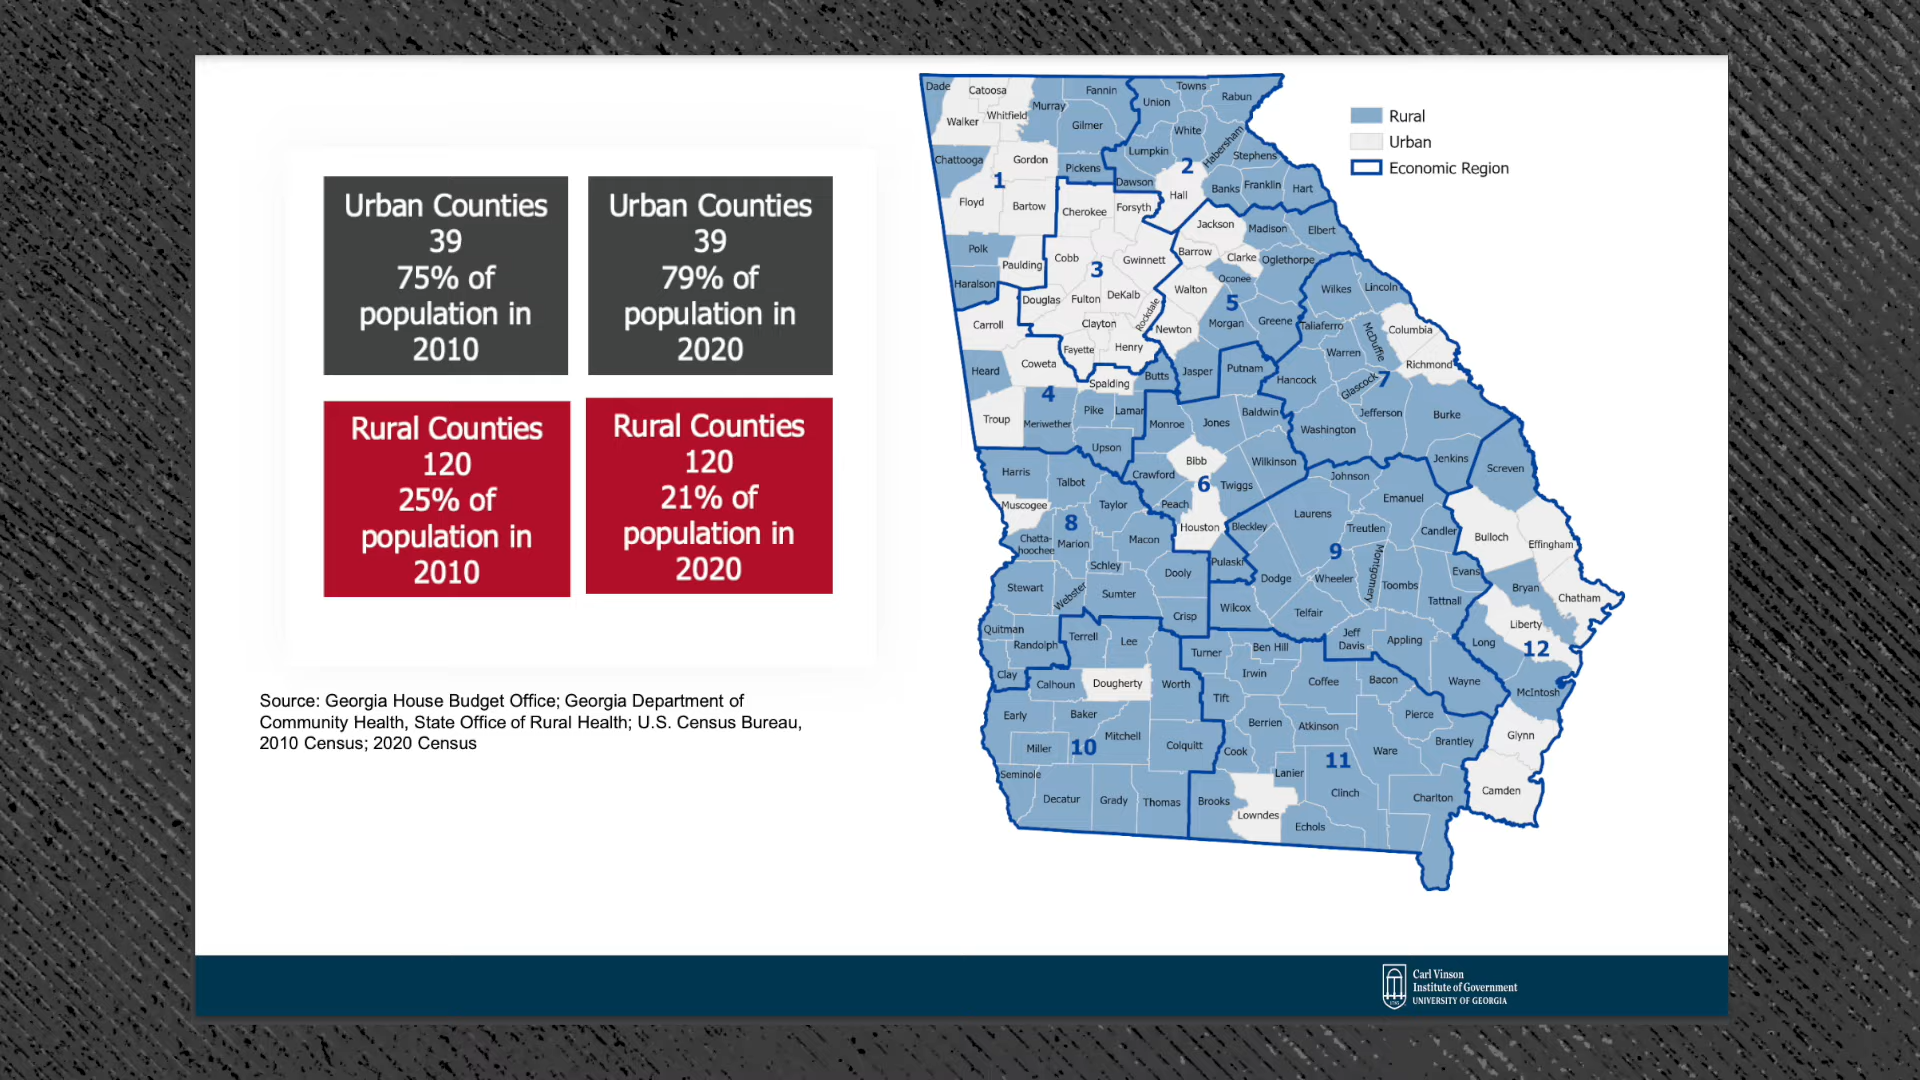 Urban Counties
39
75% of
population in
2010
Urban Counties
39
79% of
population in
2020
Rural Counties
120
25% of
population in
2010
Rural Counties
120
21% of
population in
2020
Source: Georgia House Budget Office; Georgia Department of
Community Health, State Office of Rural Health; U.S. Census Bureau,
2010 Census; 2020 Census
Rural
Urban
Economic Region
Dade
Catoosa
Fannin
Towns
Rabun
Union
Murray
Walker
Whitfield
Gilmer
White
Habersham
Lumpkin
Stephens
Chattooga
Gordon
Pickens
2
Dawson
1
Banks
Franklin
Hart
Hall
Floyd
Bartow
Cherokee
Forsyth
Jackson
Madison
Elbert
Polk
Paulding
Cobb
3
Gwinnett
Barrow
Clarke
Oglethorpe
Haralson
Oconee
Walton
Wilkes
Lincoln
Douglas
Fulton
DeKalb
Rockdale
5
Carroll
Clayton
Newton
Morgan
Greene
Taliaferro
McDuffie
Columbia
Fayette
Henry
Warren
Heard
Coweta
Spalding
Butts
Jasper
Putnam
Hancock
Glascock
7
Richmond
4
Troup
Meriwether
Pike
Lamar
Monroe
Jones
Baldwin
Jefferson
Burke
Washington
Upson
Bibb
Wilkinson
Jenkins
Screven
Harris
Talbot
Crawford
6
Twiggs
Johnson
Emanuel
Muscogee
Taylor
Peach
8
Houston
Bleckley
Laurens
Treutlen
Candler
Bulloch
Effingham
Chatta-
hoochee
Marion
Macon
9
Montgomery
Schley
Dooly
Pulaski
Dodge
Wheeler
Toombs
Evans
Bryan
Chatham
Stewart
Webster
Sumter
Crisp
Wilcox
Telfair
Tattnall
Liberty
Quitman
Randolph
Terrell
Lee
Turner
Ben Hill
Jeff
Davis
Appling
Long
12
Clay
Calhoun
Dougherty
Worth
Irwin
Coffee
Bacon
Wayne
McIntosh
Tift
Early
Baker
Berrien
Atkinson
Pierce
Glynn
Miller
10
Mitchell
Colquitt
Cook
Ware
Brantley
11
Seminole
Lanier
Decatur
Grady
Thomas
Brooks
Lowndes
Clinch
Charlton
Camden
Echols
Carl Vinson
Institute of Government
UNIVERSITY OF GEORGIA